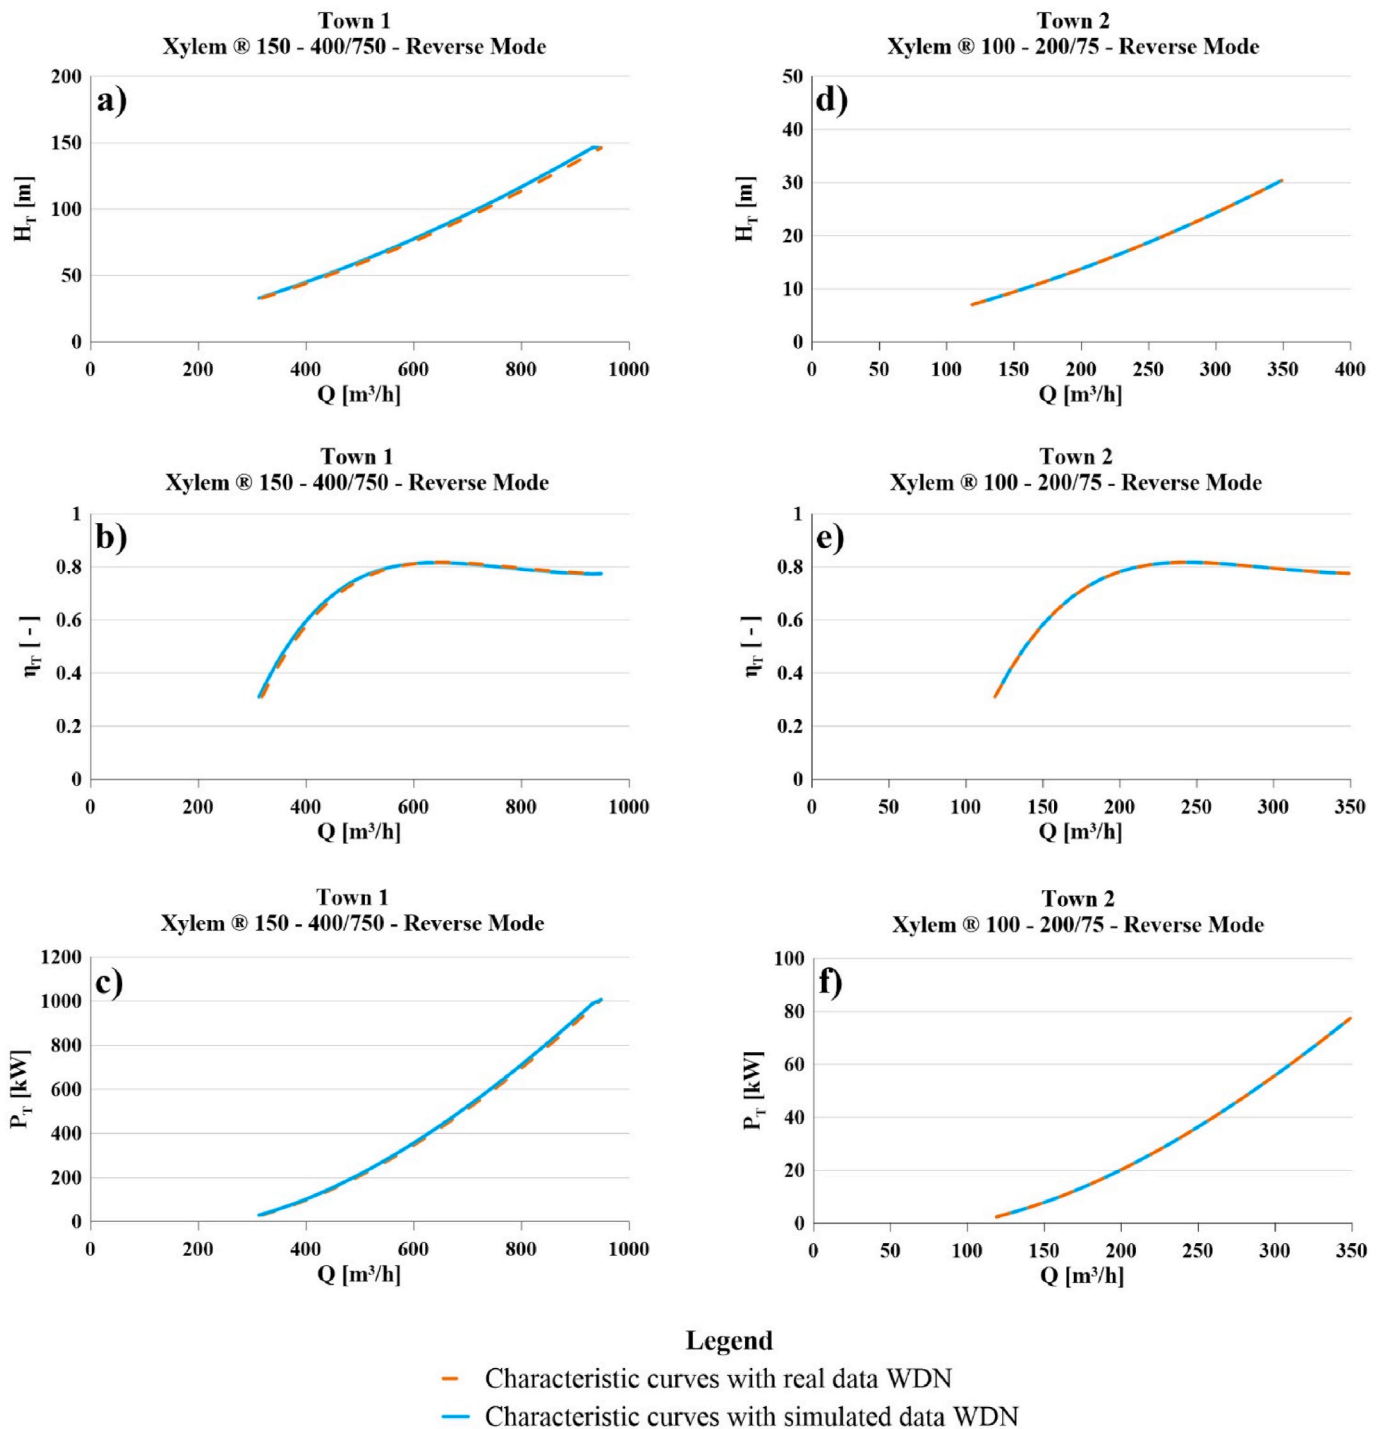 Town 1
Xylem ® 150 - 400/750 - Reverse Mode
a)
200
150
100
50
0
H_T [m]
0 200 400 600 800 1000
Q [m³/h]
Town 2
Xylem ® 100 - 200/75 - Reverse Mode
d)
50
40
30
20
10
0
H_T [m]
0 50 100 150 200 250 300 350 400
Q [m³/h]
Town 1
Xylem ® 150 - 400/750 - Reverse Mode
b)
1
0.8
0.6
0.4
0.2
0
η_T [ - ]
0 200 400 600 800 1000
Q [m³/h]
Town 2
Xylem ® 100 - 200/75 - Reverse Mode
e)
1
0.8
0.6
0.4
0.2
0
η_T [ - ]
0 50 100 150 200 250 300 350
Q [m³/h]
Town 1
Xylem ® 150 - 400/750 - Reverse Mode
c)
1200
1000
800
600
400
200
0
P_T [kW]
0 200 400 600 800 1000
Q [m³/h]
Town 2
Xylem ® 100 - 200/75 - Reverse Mode
f)
100
80
60
40
20
0
P_T [kW]
0 50 100 150 200 250 300 350
Q [m³/h]
Legend
Characteristic curves with real data WDN
Characteristic curves with simulated data WDN